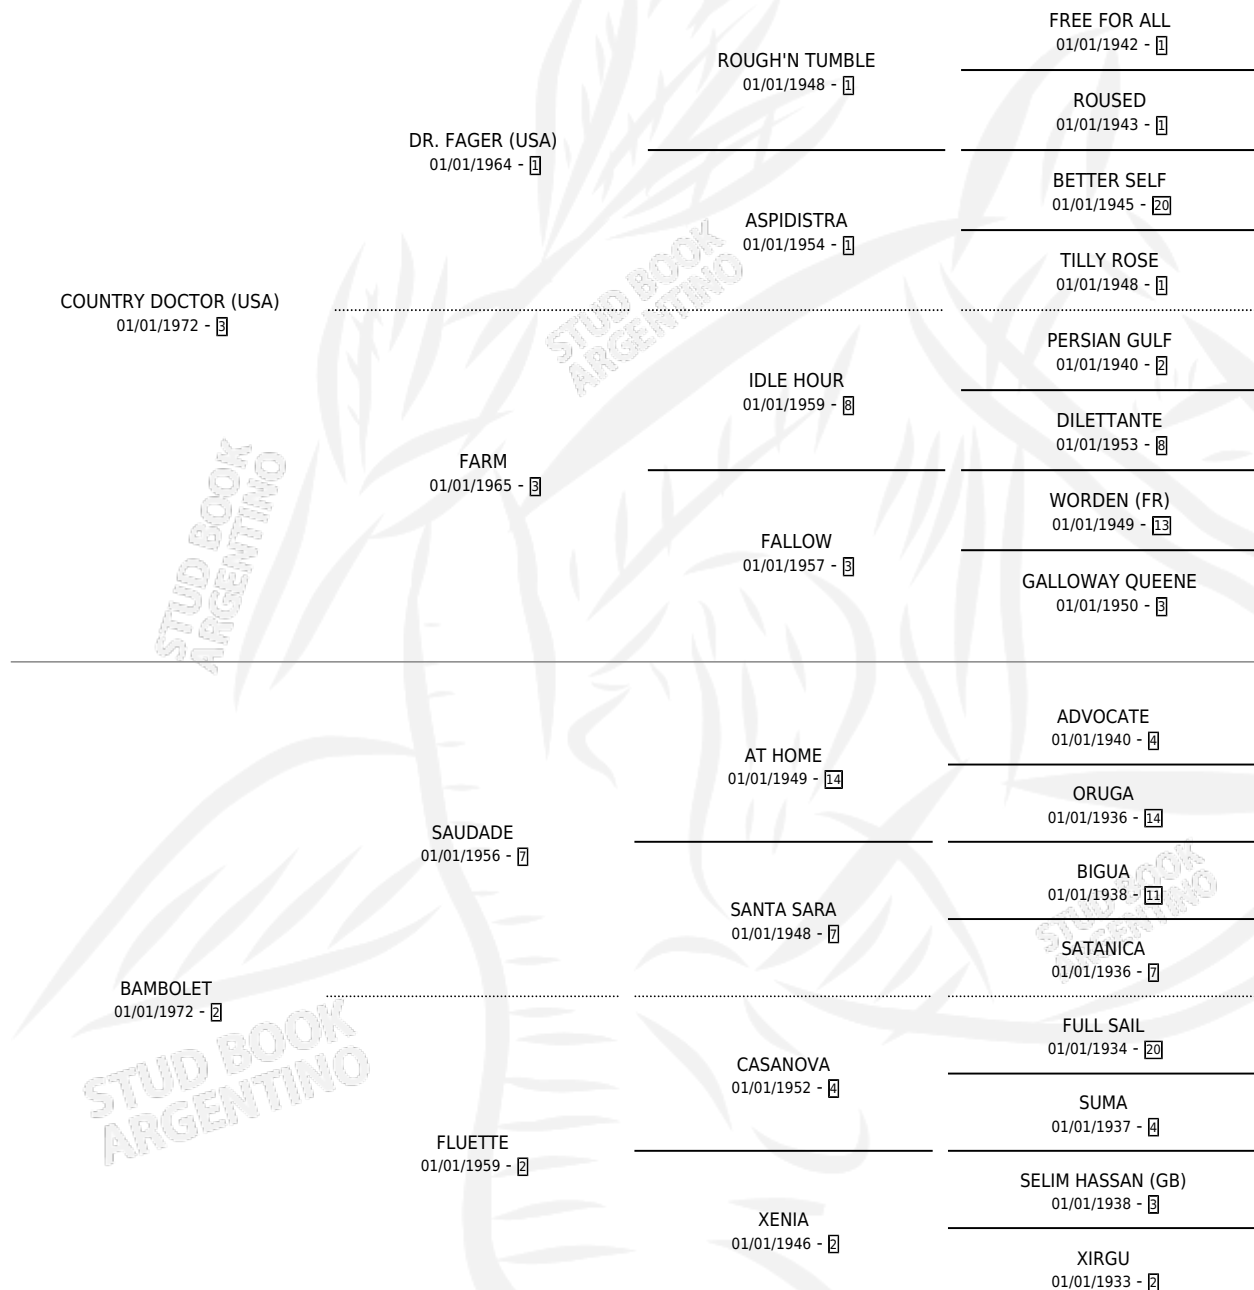 FREE FOR ALL
01/01/1942 - 1
ROUGH'N TUMBLE
01/01/1948 - 1
ROUSED
01/01/1943 - 1
DR. FAGER (USA)
01/01/1964 - 1
BETTER SELF
01/01/1945 - 20
ASPIDISTRA
01/01/1954 - 1
TILLY ROSE
01/01/1948 - 1
COUNTRY DOCTOR (USA)
01/01/1972 - 3
PERSIAN GULF
01/01/1940 - 2
IDLE HOUR
01/01/1959 - 8
DILETTANTE
01/01/1953 - 8
FARM
01/01/1965 - 3
WORDEN (FR)
01/01/1949 - 13
FALLOW
01/01/1957 - 3
GALLOWAY QUEENE
01/01/1950 - 3
ADVOCATE
01/01/1940 - 4
AT HOME
01/01/1949 - 14
ORUGA
01/01/1936 - 14
SAUDADE
01/01/1956 - 7
BIGUA
01/01/1938 - 11
SANTA SARA
01/01/1948 - 7
SATANICA
01/01/1936 - 7
BAMBOLET
01/01/1972 - 2
FULL SAIL
01/01/1934 - 20
CASANOVA
01/01/1952 - 4
SUMA
01/01/1937 - 4
FLUETTE
01/01/1959 - 2
SELIM HASSAN (GB)
01/01/1938 - 3
XENIA
01/01/1946 - 2
XIRGU
01/01/1933 - 2
STUD BOOK
ARGENTINO
STUD BOOK
ARGENTINO
STUD BOOK
ARGENTINO
STUD BOOK
ARGENTINO